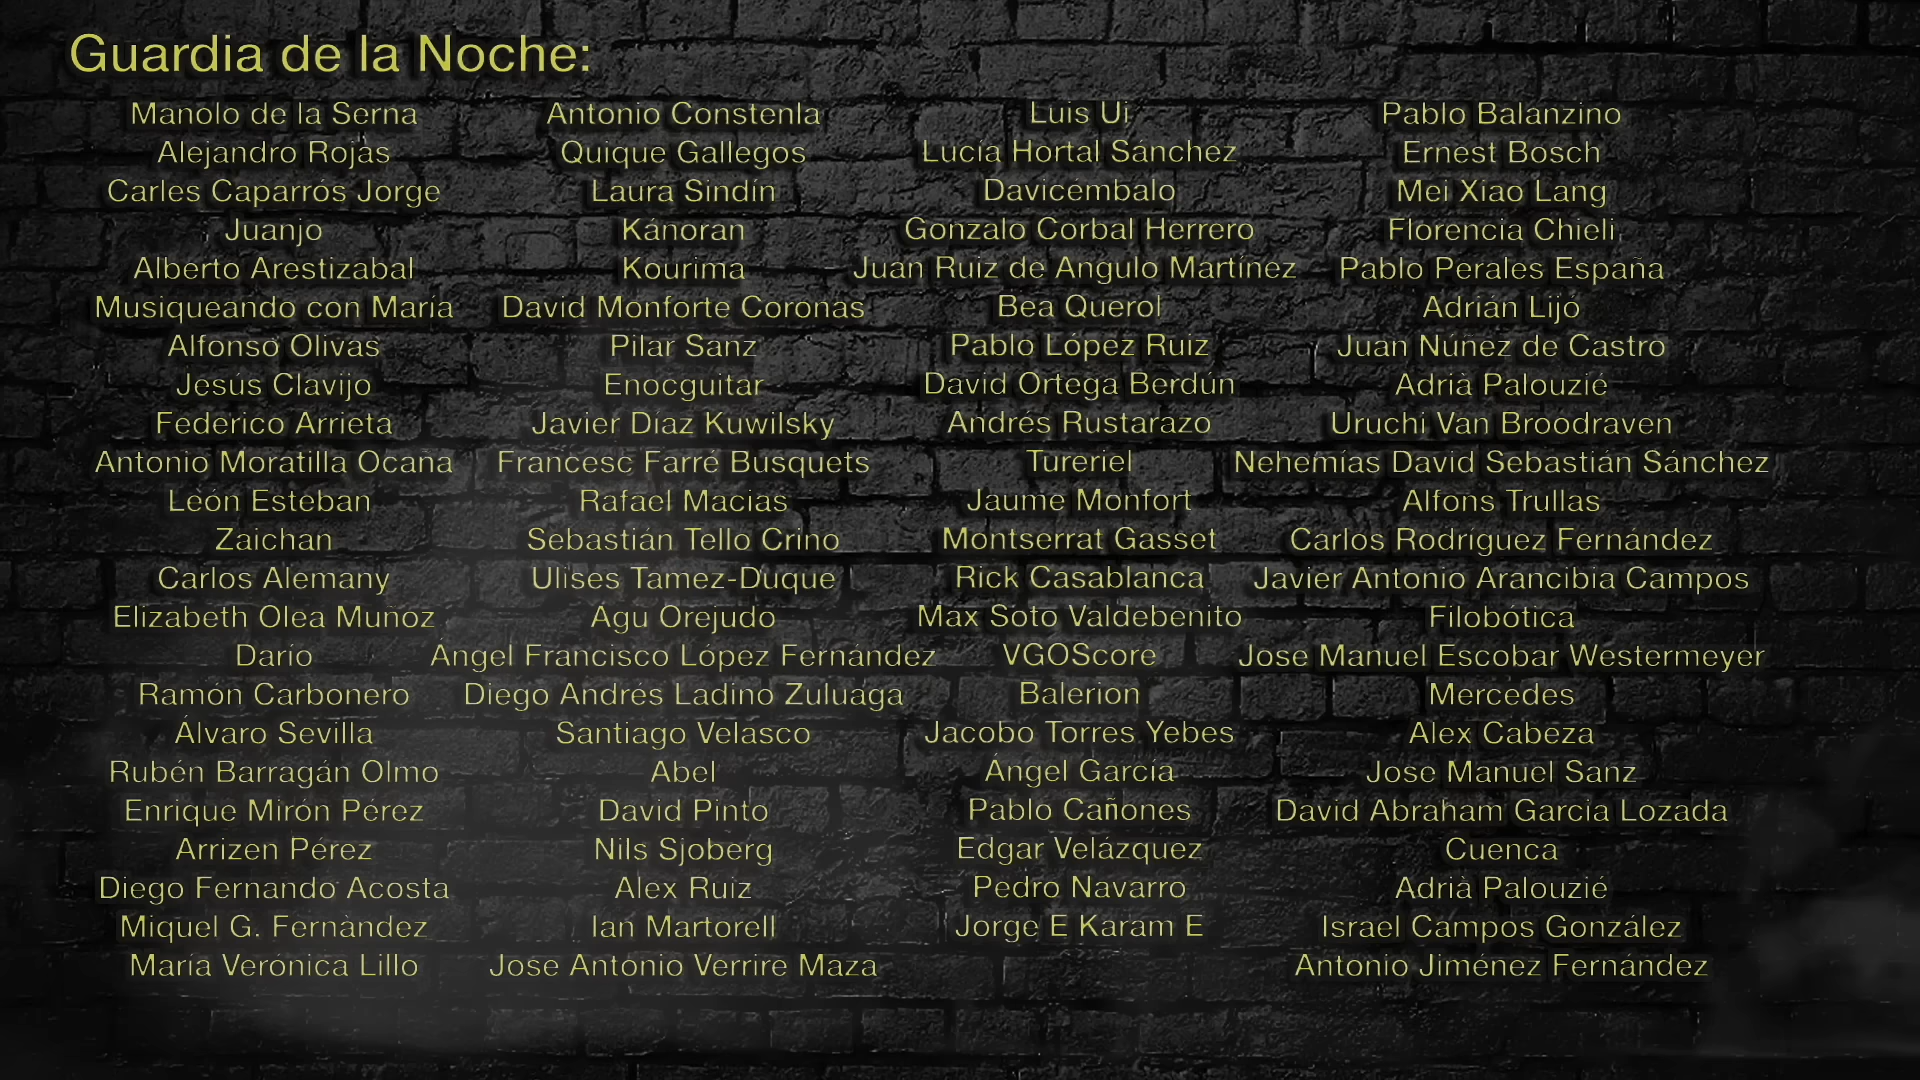 Guardia de la Noche:
Manolo de la Serna
Alejandro Rojas
Carles Caparrós Jorge
Juanjo
Alberto Arestizabal
Musiqueando con María
Alfonso Olivas
Jesús Clavijo
Federico Arrieta
Antonio Moratilla Ocaña
León Esteban
Zaichan
Carlos Alemany
Elizabeth Olea Muñoz
Darío
Ramón Carbonero
Álvaro Sevilla
Rubén Barragán Olmo
Enrique Mirón Pérez
Arrizen Pérez
Diego Fernando Acosta
Miquel G. Fernàndez
María Verónica Lillo
Antonio Constenla
Quique Gallegos
Laura Sindín
Kánoran
Kourima
David Monforte Coronas
Pilar Sanz
Enocguitar
Javier Díaz Kuwilsky
Francesc Farré Busquets
Rafael Macias
Sebastián Tello Crino
Ulises Tamez-Duque
Agu Orejudo
Ángel Francisco López Fernández
Diego Andrés Ladino Zuluaga
Santiago Velasco
Abel
David Pinto
Nils Sjoberg
Alex Ruiz
Ian Martorell
Jose Antonio Verrire Maza
Luis Ui
Lucía Hortal Sánchez
Davicembalo
Gonzalo Corbal Herrero
Juan Ruiz de Angulo Martínez
Bea Querol
Pablo López Ruiz
David Ortega Berdún
Andrés Rustarazo
Tureriel
Jaume Monfort
Montserrat Gasset
Rick Casablanca
Max Soto Valdebenito
VGOScore
Balerion
Jacobo Torres Yebes
Ángel García
Pablo Cañones
Edgar Velázquez
Pedro Navarro
Jorge E Karam E
Pablo Balanzino
Ernest Bosch
Mei Xiao Lang
Florencia Chieli
Pablo Perales España
Adrián Lijó
Juan Núñez de Castro
Adrià Palouzié
Uruchi Van Broodraven
Nehemías David Sebastián Sánchez
Alfons Trullas
Carlos Rodríguez Fernández
Javier Antonio Arancibia Campos
Filobótica
Jose Manuel Escobar Westermeyer
Mercedes
Alex Cabeza
Jose Manuel Sanz
David Abraham Garcia Lozada
Cuenca
Adrià Palouzié
Israel Campos González
Antonio Jiménez Fernández